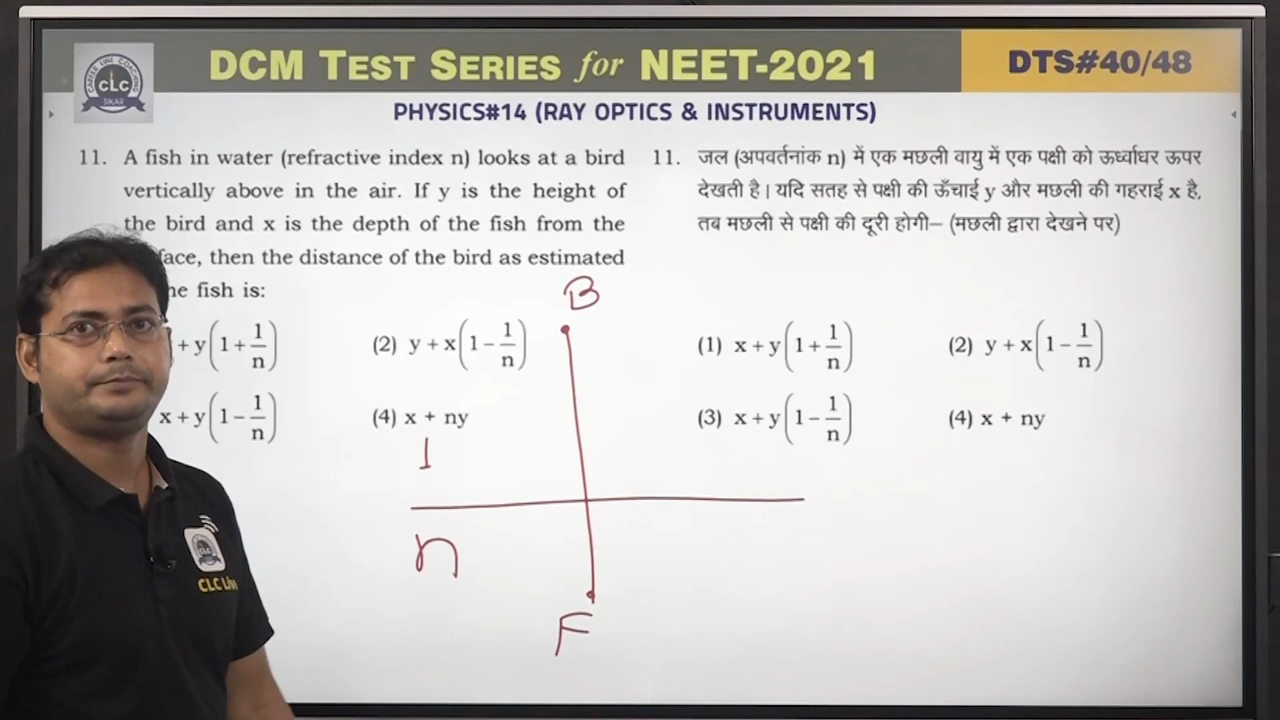 DCM TEST SERIES for NEET-2021
DTS#40/48
CAREER LINE COACHING
CLC
SIKAR
PHYSICS#14 (RAY OPTICS & INSTRUMENTS)
11. A fish in water (refractive index n) looks at a bird
vertically above in the air. If y is the height of
the bird and x is the depth of the fish from the
face, then the distance of the bird as estimated
he fish is:
+ y(1+1/n)
(2) y + x(1-1/n)
x + y(1-1/n)
(4) x + ny
11. जल (अपवर्तनांक n) में एक मछली वायु में एक पक्षी को ऊर्ध्वाधर ऊपर
देखती है। यदि सतह से पक्षी की ऊँचाई y और मछली की गहराई x है,
तब मछली से पक्षी की दूरी होगी– (मछली द्वारा देखने पर)
(1) x + y(1+1/n)
(2) y + x(1-1/n)
(3) x + y(1-1/n)
(4) x + ny
B
1
n
F
CLC
CLC Live